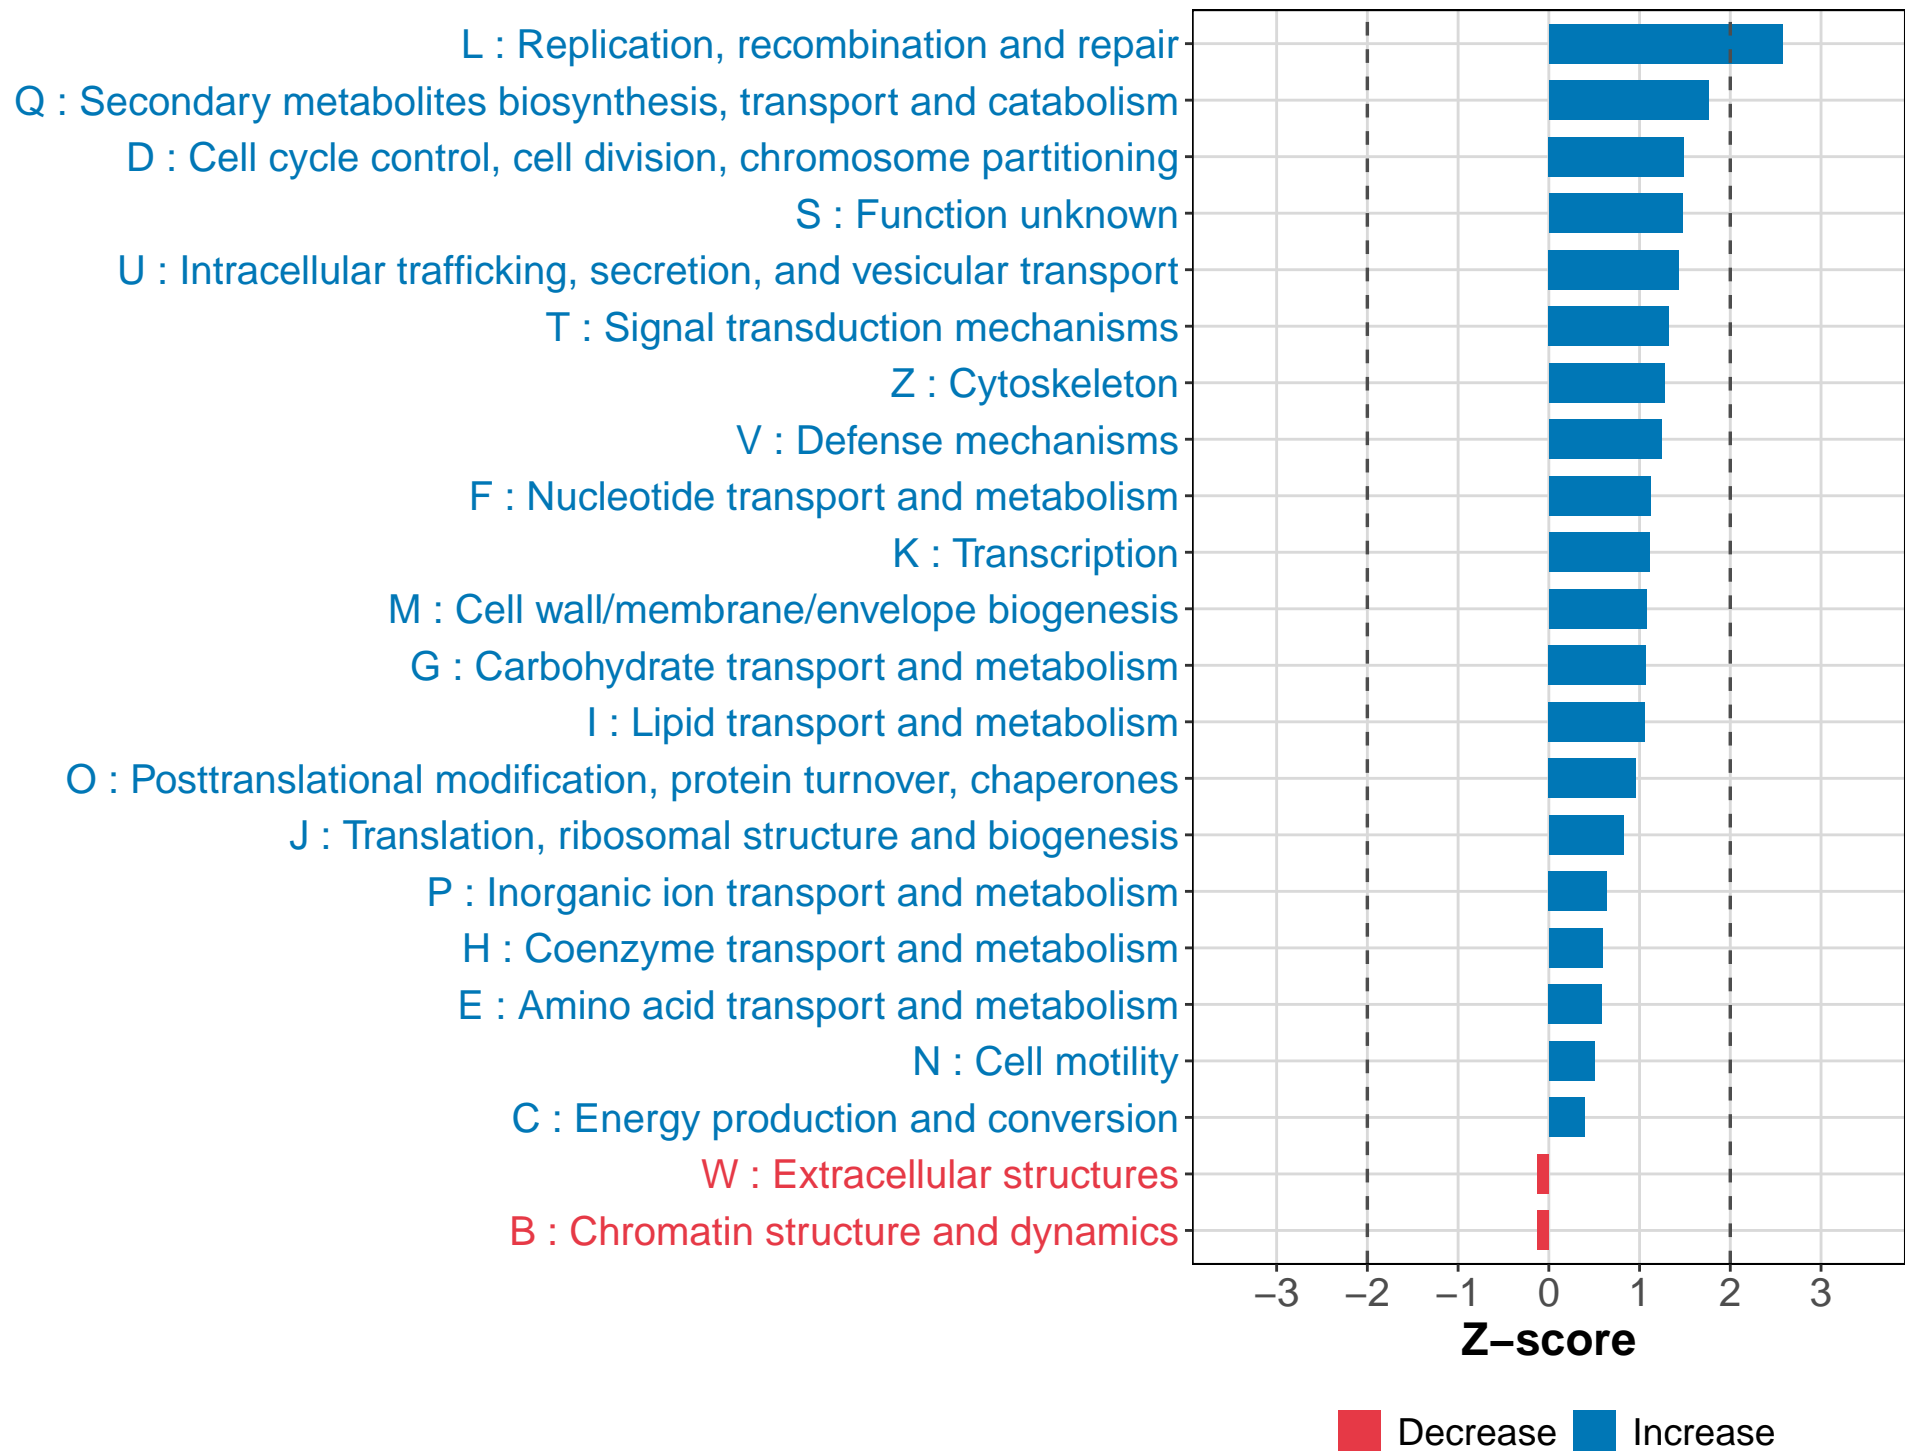 L : Replication, recombination and repair
Q : Secondary metabolites biosynthesis, transport and catabolism
D : Cell cycle control, cell division, chromosome partitioning
S : Function unknown
U : Intracellular trafficking, secretion, and vesicular transport
T : Signal transduction mechanisms
Z : Cytoskeleton
V : Defense mechanisms
F : Nucleotide transport and metabolism
K : Transcription
M : Cell wall/membrane/envelope biogenesis
G : Carbohydrate transport and metabolism
I : Lipid transport and metabolism
O : Posttranslational modification, protein turnover, chaperones
J : Translation, ribosomal structure and biogenesis
P : Inorganic ion transport and metabolism
H : Coenzyme transport and metabolism
E : Amino acid transport and metabolism
N : Cell motility
C : Energy production and conversion
W : Extracellular structures
B : Chromatin structure and dynamics
−3 −2 −1 0 1 2 3
Z−score
Decrease Increase